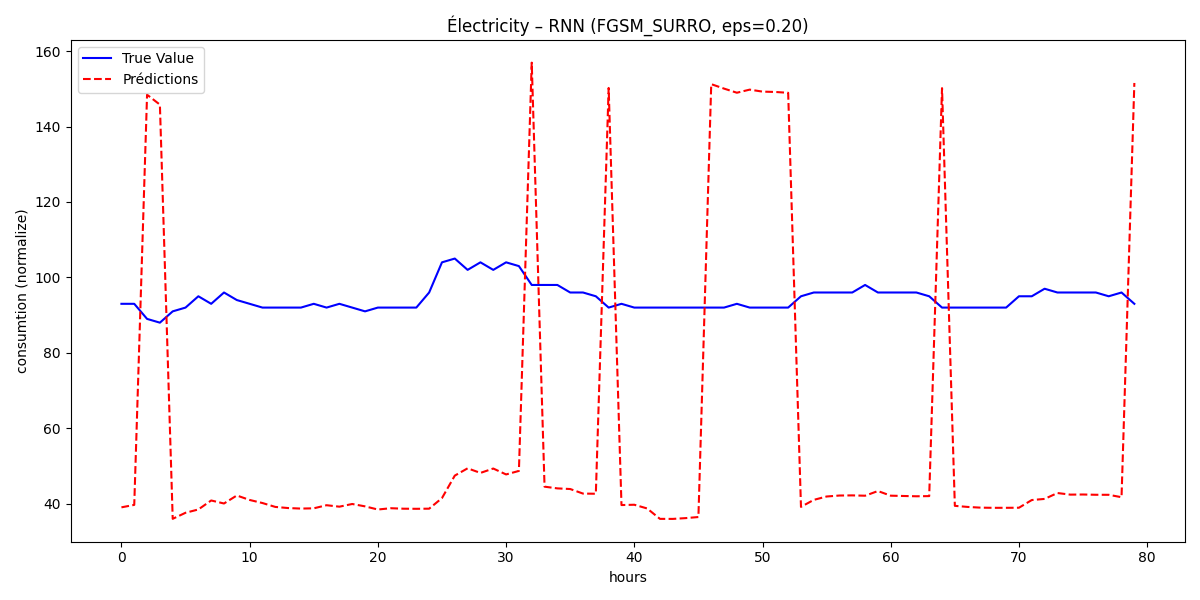 Électricity – RNN (FGSM_SURRO, eps=0.20)
True Value
Prédictions
consumtion (normalize)
160
140
120
100
80
60
40
0 10 20 30 40 50 60 70 80
hours